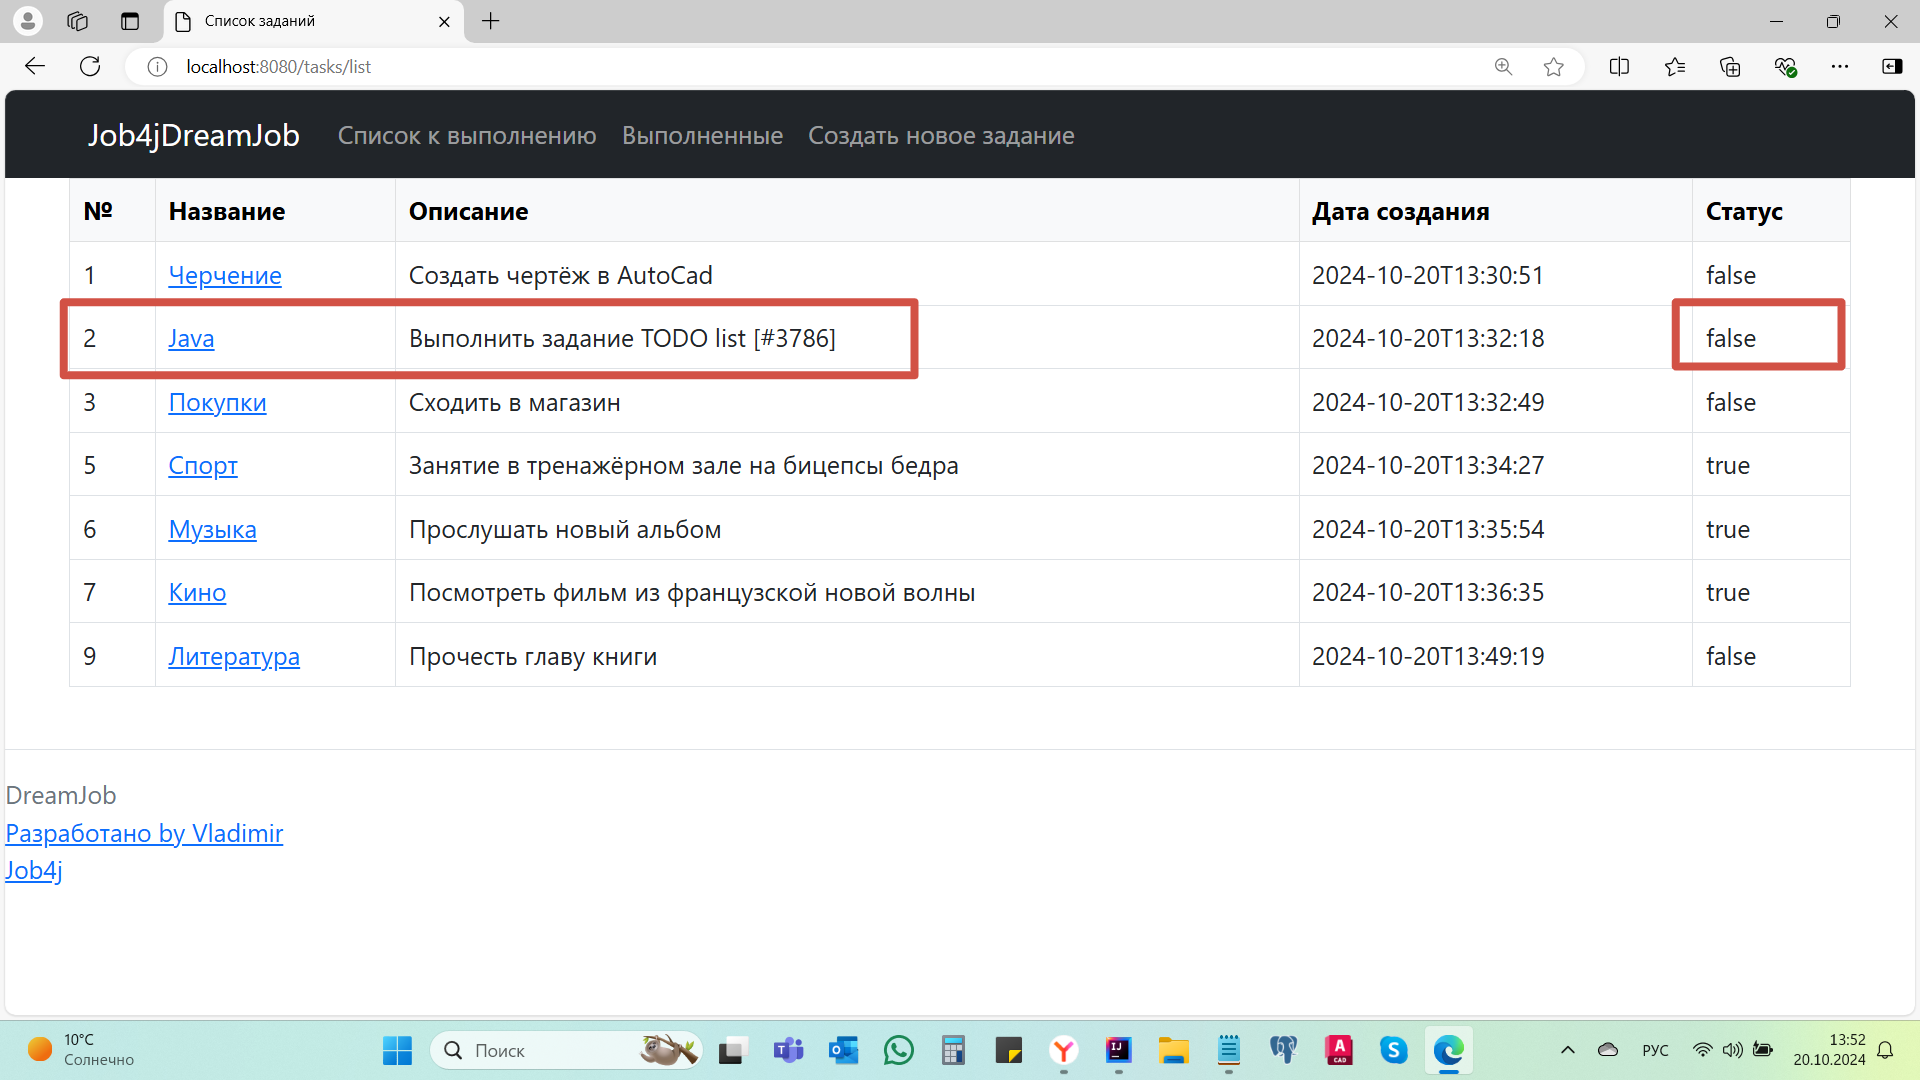 Список заданий
localhost:8080/tasks/list
Job4jDreamJob Список к выполнению Выполненные Создать новое задание
№ Название Описание Дата создания Статус
1 Черчение Создать чертёж в AutoCad 2024-10-20T13:30:51 false
2 Java Выполнить задание TODO list [#3786] 2024-10-20T13:32:18 false
3 Покупки Сходить в магазин 2024-10-20T13:32:49 false
5 Спорт Занятие в тренажёрном зале на бицепсы бедра 2024-10-20T13:34:27 true
6 Музыка Прослушать новый альбом 2024-10-20T13:35:54 true
7 Кино Посмотреть фильм из французской новой волны 2024-10-20T13:36:35 true
9 Литература Прочесть главу книги 2024-10-20T13:49:19 false
DreamJob
Разработано by Vladimir
Job4j
10°C
Солнечно
Поиск
РУС
13:52
20.10.2024